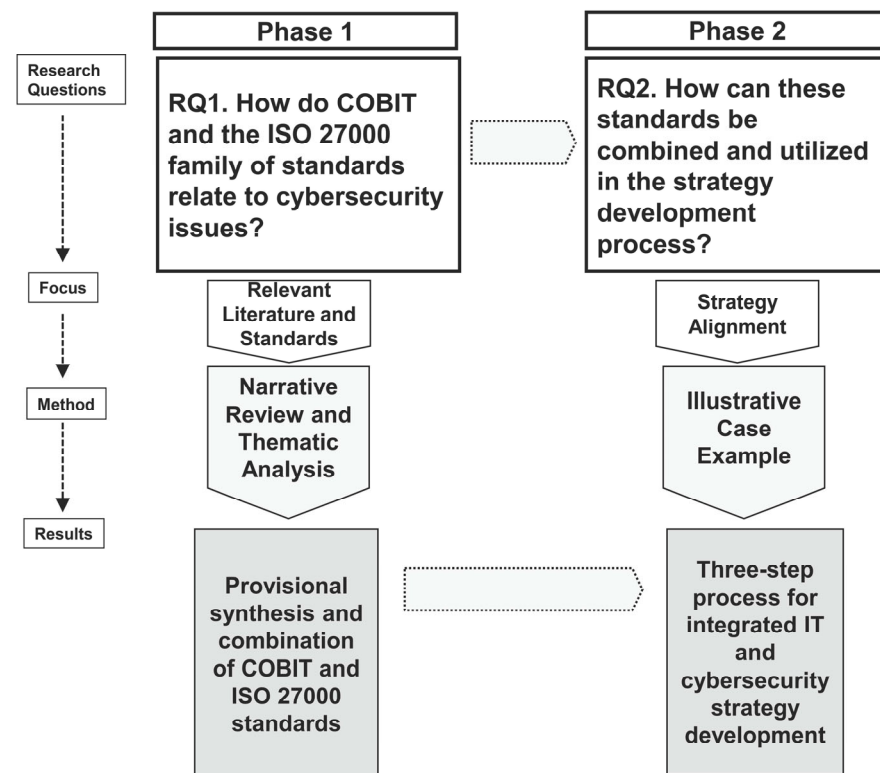 Phase 1
Phase 2
Research
Questions
RQ1. How do COBIT
and the ISO 27000
family of standards
relate to cybersecurity
issues?
RQ2. How can these
standards be
combined and utilized
in the strategy
development
process?
Focus
Relevant
Literature and
Standards
Strategy
Alignment
Method
Narrative
Review and
Thematic
Analysis
Illustrative
Case
Example
Results
Provisional
synthesis and
combination
of COBIT and
ISO 27000
standards
Three-step
process for
integrated IT
and
cybersecurity
strategy
development